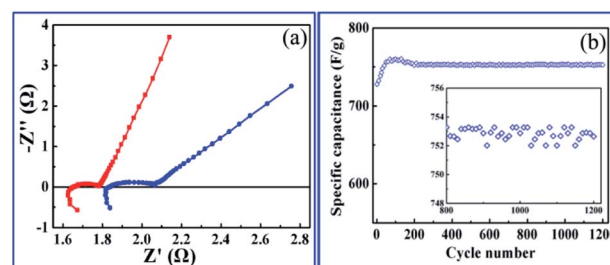 (a)
-Z'' (Ω)
4
3
2
1
0
-1
1.6 1.8 2.0 2.2 2.4 2.6 2.8
Z' (Ω)
(b)
Specific capacitance (F/g)
800
700
600
0 200 400 600 800 1000 120
Cycle number
756
754
752
750
748
800 1000 1200